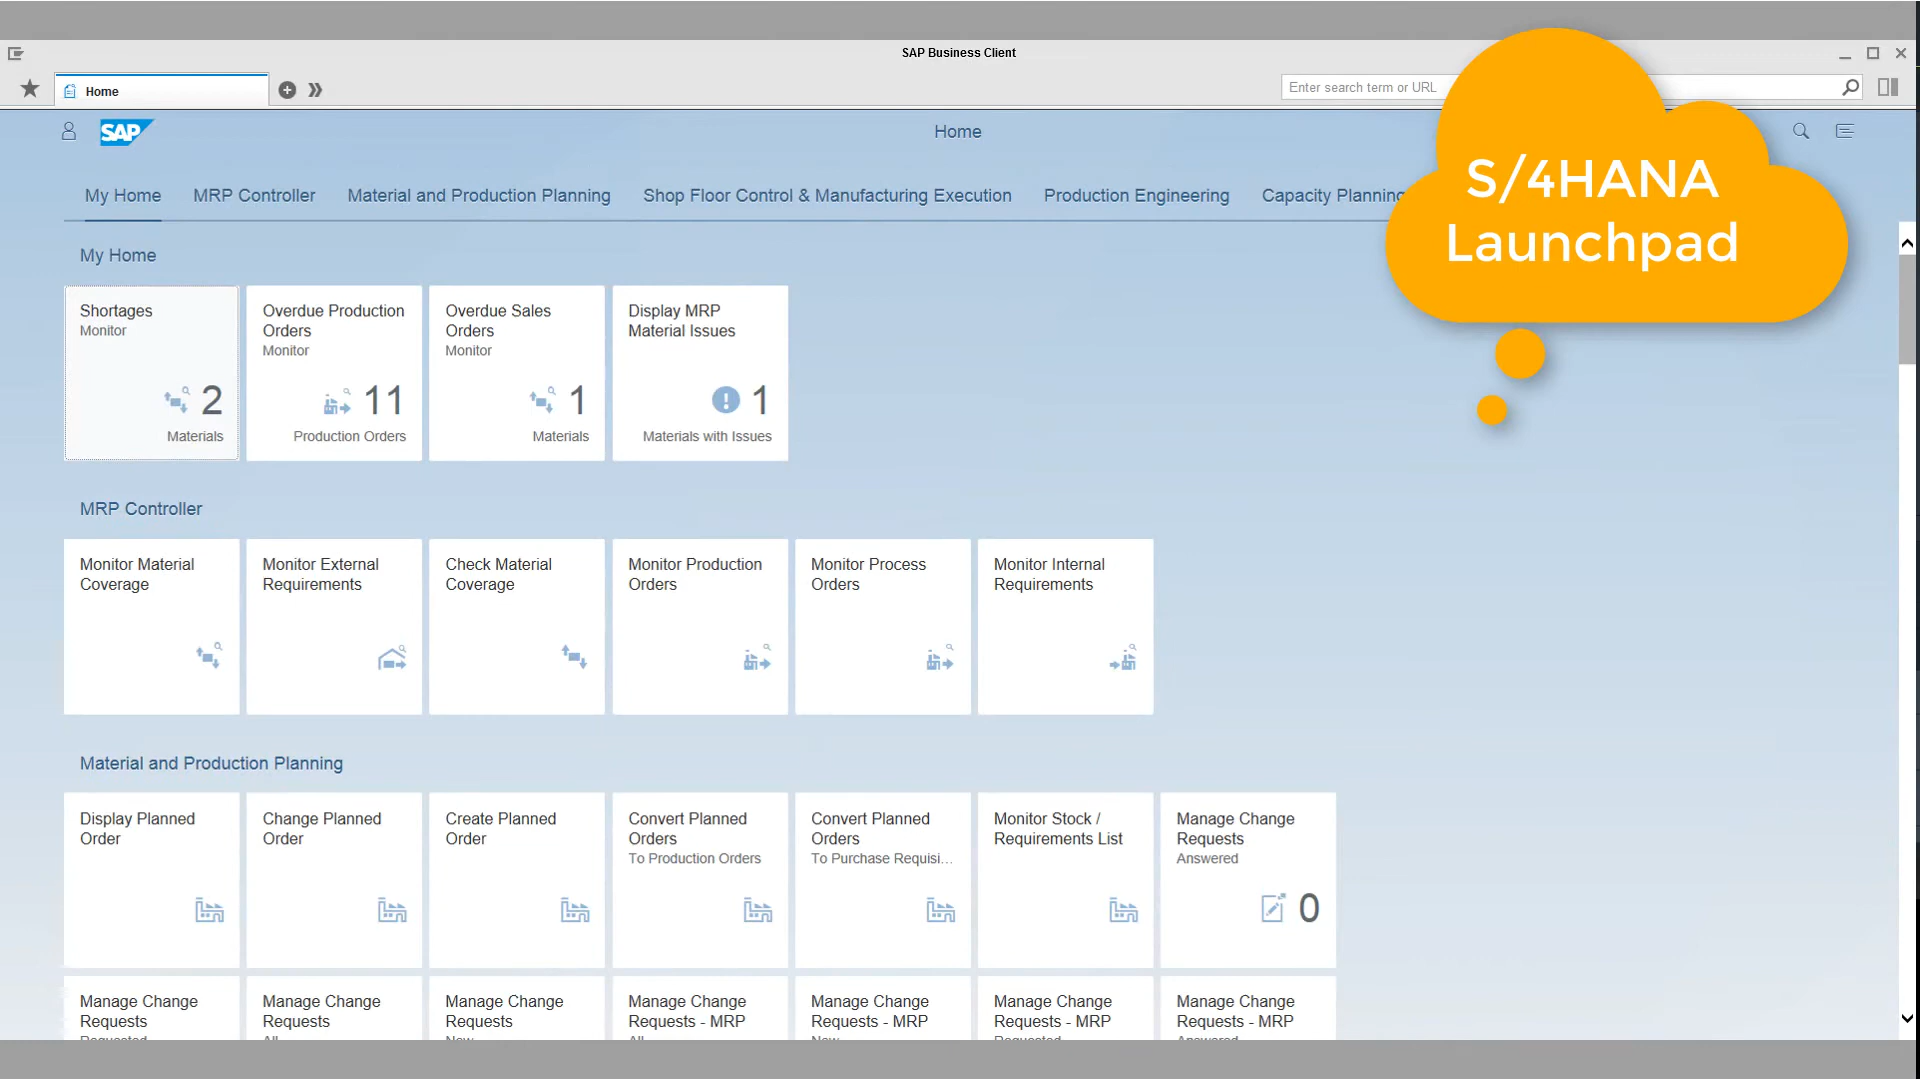 SAP Business Client
Home
Enter search term or URL
SAP
Home
S/4HANA
Launchpad
My Home
MRP Controller
Material and Production Planning
Shop Floor Control & Manufacturing Execution
Production Engineering
Capacity Planning
My Home
Shortages
Monitor
2
Materials
Overdue Production
Orders
Monitor
11
Production Orders
Overdue Sales
Orders
Monitor
1
Materials
Display MRP
Material Issues
1
Materials with Issues
MRP Controller
Monitor Material
Coverage
Monitor External
Requirements
Check Material
Coverage
Monitor Production
Orders
Monitor Process
Orders
Monitor Internal
Requirements
Material and Production Planning
Display Planned
Order
Change Planned
Order
Create Planned
Order
Convert Planned
Orders
To Production Orders
Convert Planned
Orders
To Purchase Requisi...
Monitor Stock /
Requirements List
Manage Change
Requests
Answered
0
Manage Change
Requests
Manage Change
Requests
Manage Change
Requests
Manage Change
Requests - MRP
Manage Change
Requests - MRP
Manage Change
Requests - MRP
Manage Change
Requests - MRP